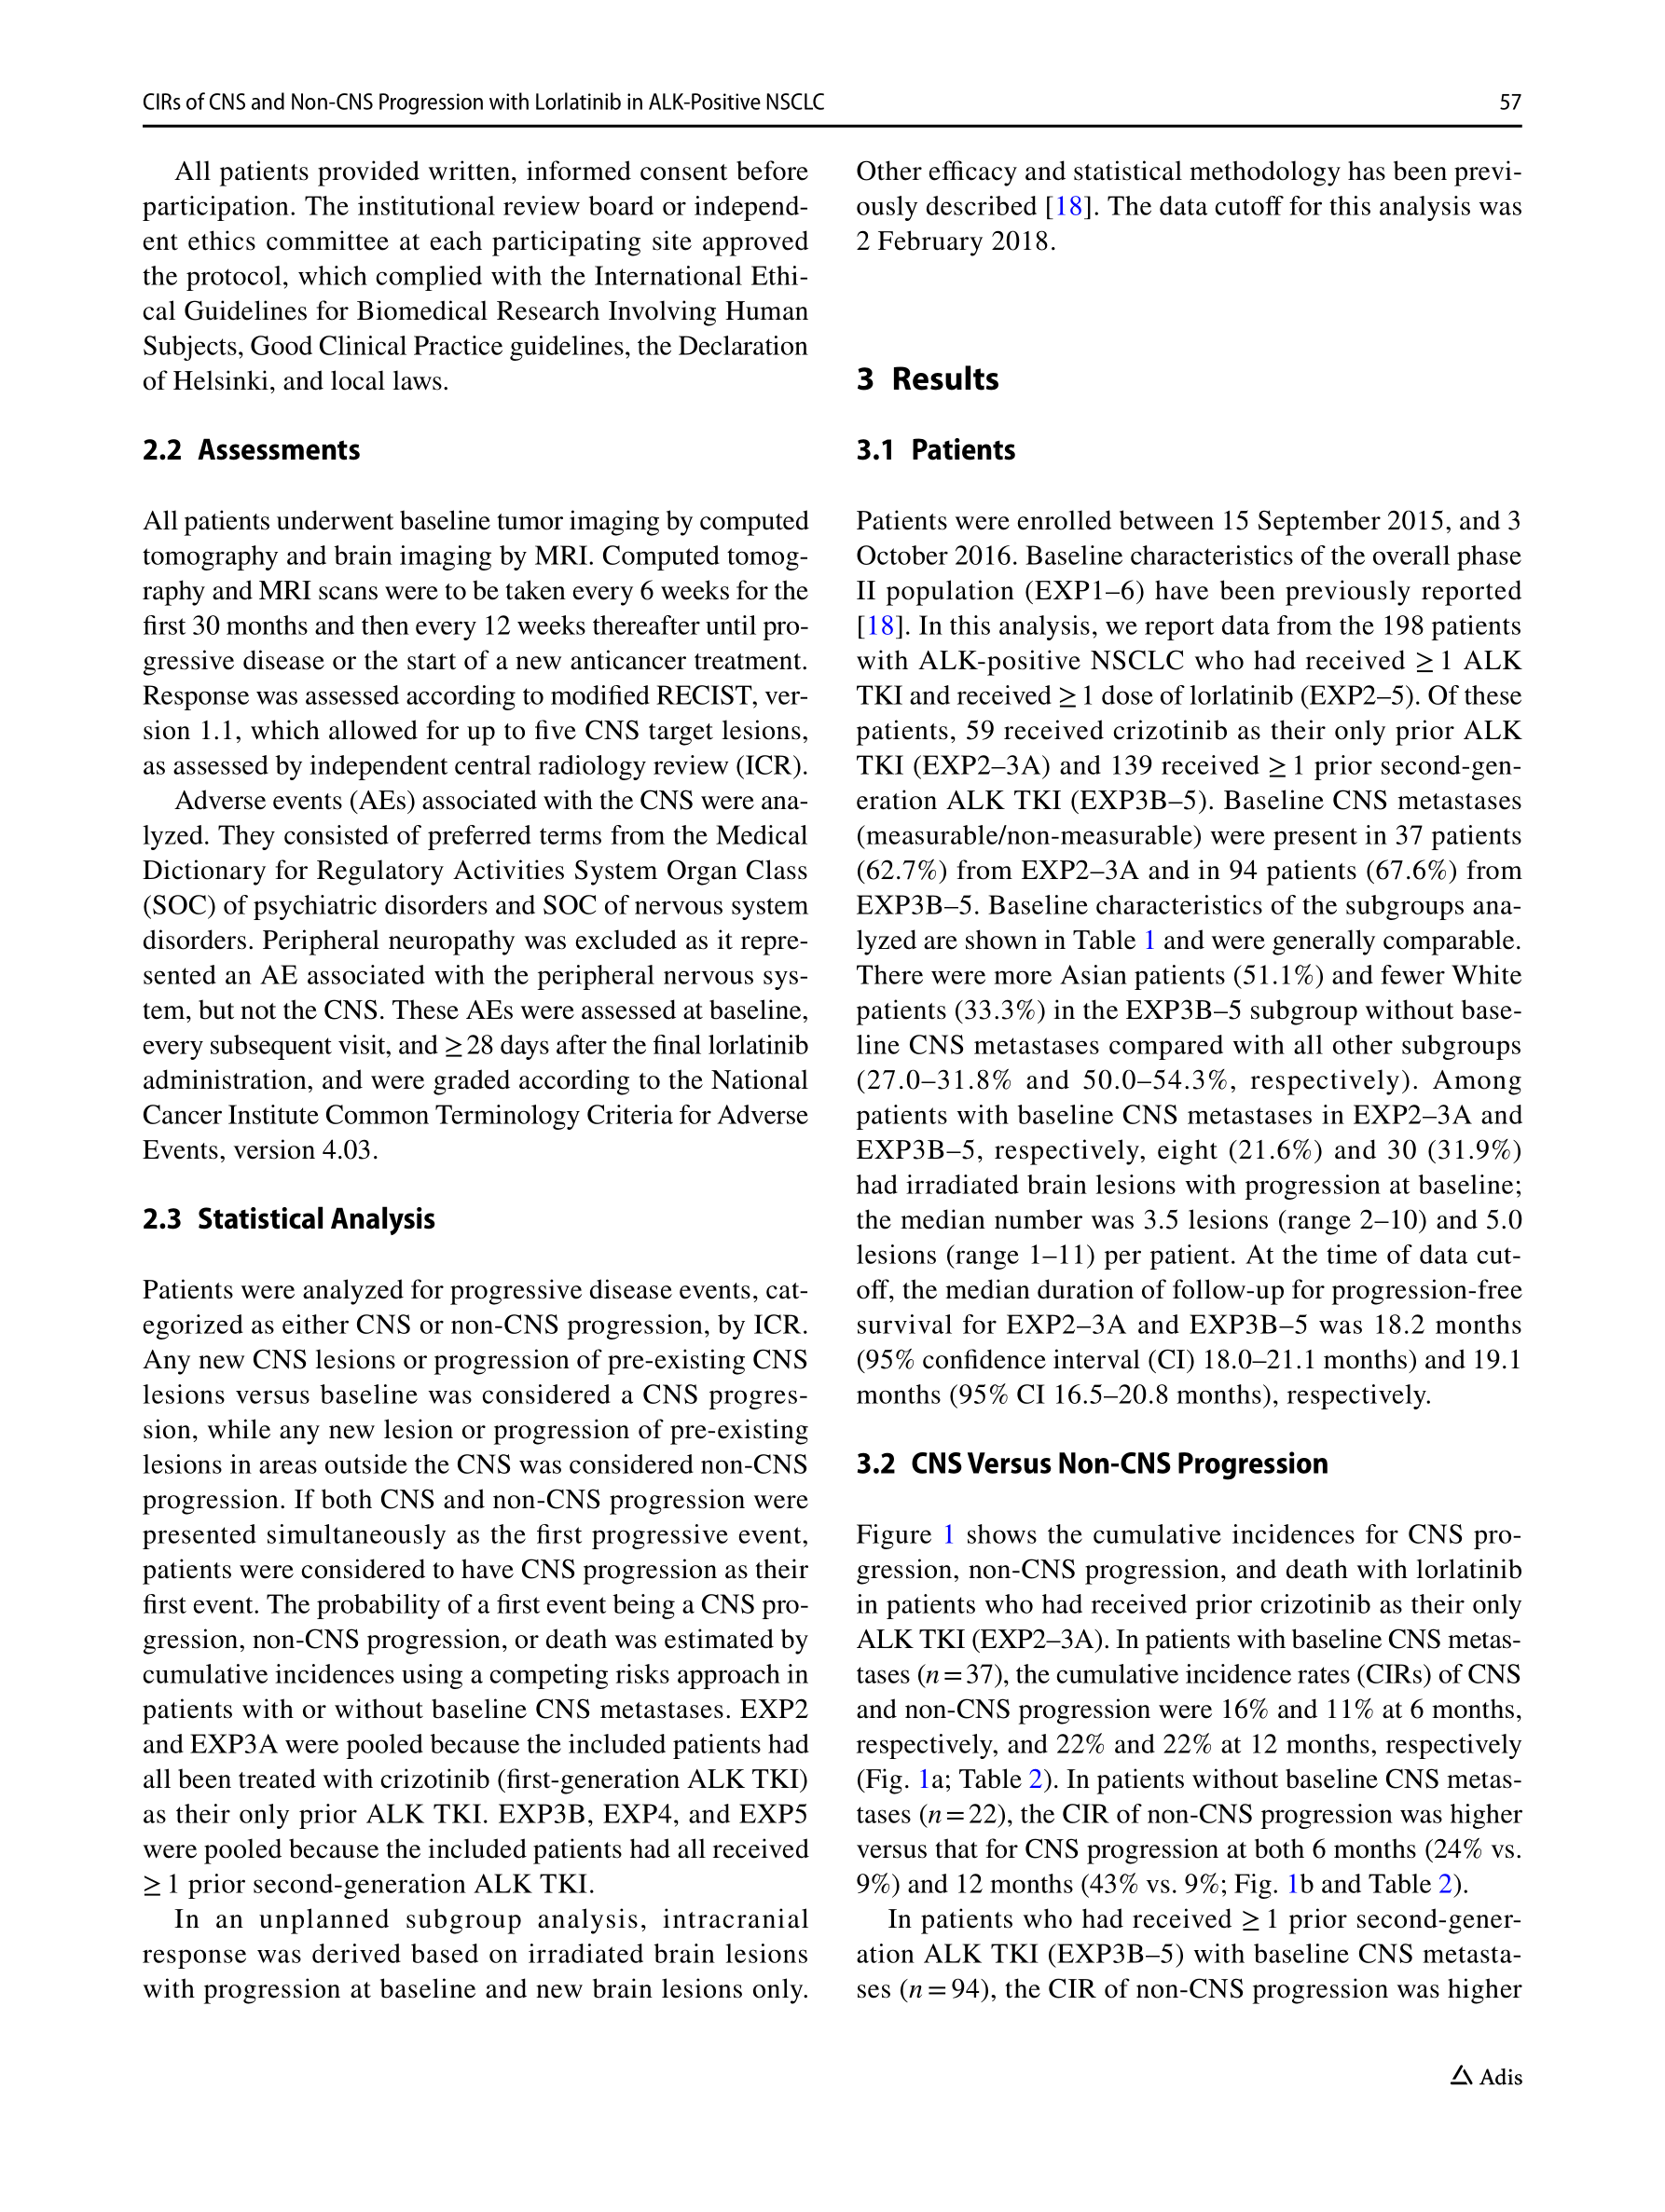 CIRs of CNS and Non-CNS Progression with Lorlatinib in ALK-Positive NSCLC 57
All patients provided written, informed consent before
participation. The institutional review board or independ-
ent ethics committee at each participating site approved
the protocol, which complied with the International Ethi-
cal Guidelines for Biomedical Research Involving Human
Subjects, Good Clinical Practice guidelines, the Declaration
of Helsinki, and local laws.
2.2 Assessments
All patients underwent baseline tumor imaging by computed
tomography and brain imaging by MRI. Computed tomog-
raphy and MRI scans were to be taken every 6 weeks for the
first 30 months and then every 12 weeks thereafter until pro-
gressive disease or the start of a new anticancer treatment.
Response was assessed according to modified RECIST, ver-
sion 1.1, which allowed for up to five CNS target lesions,
as assessed by independent central radiology review (ICR).
Adverse events (AEs) associated with the CNS were ana-
lyzed. They consisted of preferred terms from the Medical
Dictionary for Regulatory Activities System Organ Class
(SOC) of psychiatric disorders and SOC of nervous system
disorders. Peripheral neuropathy was excluded as it repre-
sented an AE associated with the peripheral nervous sys-
tem, but not the CNS. These AEs were assessed at baseline,
every subsequent visit, and ≥ 28 days after the final lorlatinib
administration, and were graded according to the National
Cancer Institute Common Terminology Criteria for Adverse
Events, version 4.03.
2.3 Statistical Analysis
Patients were analyzed for progressive disease events, cat-
egorized as either CNS or non-CNS progression, by ICR.
Any new CNS lesions or progression of pre-existing CNS
lesions versus baseline was considered a CNS progres-
sion, while any new lesion or progression of pre-existing
lesions in areas outside the CNS was considered non-CNS
progression. If both CNS and non-CNS progression were
presented simultaneously as the first progressive event,
patients were considered to have CNS progression as their
first event. The probability of a first event being a CNS pro-
gression, non-CNS progression, or death was estimated by
cumulative incidences using a competing risks approach in
patients with or without baseline CNS metastases. EXP2
and EXP3A were pooled because the included patients had
all been treated with crizotinib (first-generation ALK TKI)
as their only prior ALK TKI. EXP3B, EXP4, and EXP5
were pooled because the included patients had all received
≥ 1 prior second-generation ALK TKI.
In an unplanned subgroup analysis, intracranial
response was derived based on irradiated brain lesions
with progression at baseline and new brain lesions only.
Other efficacy and statistical methodology has been previ-
ously described [18]. The data cutoff for this analysis was
2 February 2018.
3 Results
3.1 Patients
Patients were enrolled between 15 September 2015, and 3
October 2016. Baseline characteristics of the overall phase
II population (EXP1–6) have been previously reported
[18]. In this analysis, we report data from the 198 patients
with ALK-positive NSCLC who had received ≥ 1 ALK
TKI and received ≥ 1 dose of lorlatinib (EXP2–5). Of these
patients, 59 received crizotinib as their only prior ALK
TKI (EXP2–3A) and 139 received ≥ 1 prior second-gen-
eration ALK TKI (EXP3B–5). Baseline CNS metastases
(measurable/non-measurable) were present in 37 patients
(62.7%) from EXP2–3A and in 94 patients (67.6%) from
EXP3B–5. Baseline characteristics of the subgroups ana-
lyzed are shown in Table 1 and were generally comparable.
There were more Asian patients (51.1%) and fewer White
patients (33.3%) in the EXP3B–5 subgroup without base-
line CNS metastases compared with all other subgroups
(27.0–31.8% and 50.0–54.3%, respectively). Among
patients with baseline CNS metastases in EXP2–3A and
EXP3B–5, respectively, eight (21.6%) and 30 (31.9%)
had irradiated brain lesions with progression at baseline;
the median number was 3.5 lesions (range 2–10) and 5.0
lesions (range 1–11) per patient. At the time of data cut-
off, the median duration of follow-up for progression-free
survival for EXP2–3A and EXP3B–5 was 18.2 months
(95% confidence interval (CI) 18.0–21.1 months) and 19.1
months (95% CI 16.5–20.8 months), respectively.
3.2 CNS Versus Non-CNS Progression
Figure 1 shows the cumulative incidences for CNS pro-
gression, non-CNS progression, and death with lorlatinib
in patients who had received prior crizotinib as their only
ALK TKI (EXP2–3A). In patients with baseline CNS metas-
tases (n = 37), the cumulative incidence rates (CIRs) of CNS
and non-CNS progression were 16% and 11% at 6 months,
respectively, and 22% and 22% at 12 months, respectively
(Fig. 1a; Table 2). In patients without baseline CNS metas-
tases (n = 22), the CIR of non-CNS progression was higher
versus that for CNS progression at both 6 months (24% vs.
9%) and 12 months (43% vs. 9%; Fig. 1b and Table 2).
In patients who had received ≥ 1 prior second-gener-
ation ALK TKI (EXP3B–5) with baseline CNS metasta-
ses (n = 94), the CIR of non-CNS progression was higher
Adis